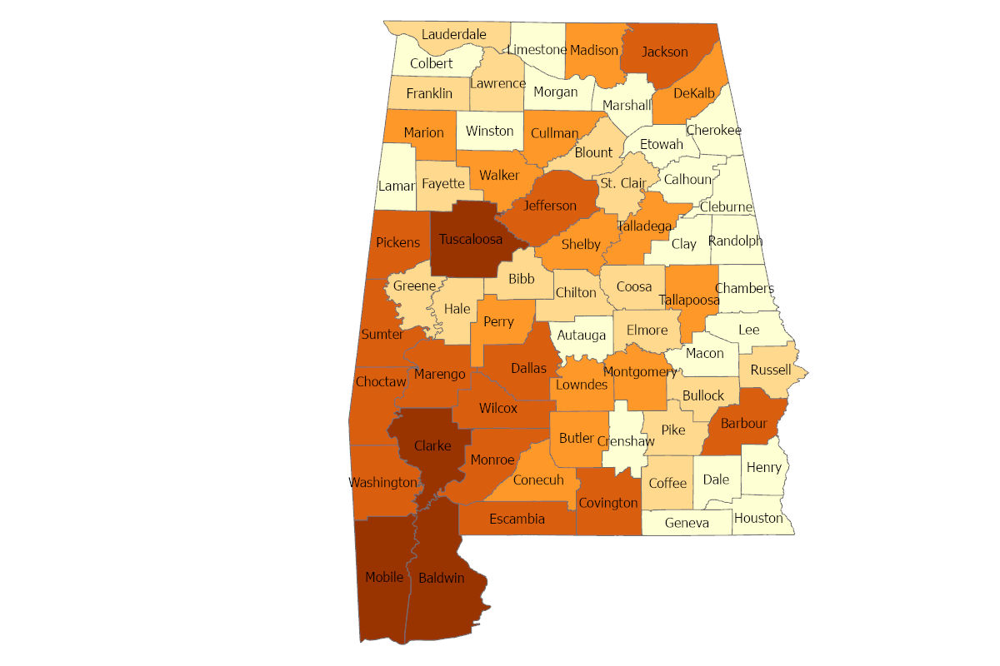 Lauderdale
Limestone
Madison
Jackson
Colbert
Lawrence
Franklin
Morgan
DeKalb
Marshall
Cherokee
Marion
Winston
Cullman
Etowah
Blount
Lamar
Fayette
Walker
St. Clair
Calhoun
Cleburne
Jefferson
Talladega
Pickens
Tuscaloosa
Shelby
Clay
Randolph
Bibb
Greene
Chilton
Coosa
Chambers
Tallapoosa
Hale
Perry
Sumter
Autauga
Elmore
Lee
Macon
Russell
Marengo
Dallas
Montgomery
Choctaw
Lowndes
Bullock
Wilcox
Barbour
Pike
Butler
Crenshaw
Clarke
Monroe
Henry
Washington
Conecuh
Coffee
Dale
Covington
Escambia
Geneva
Houston
Mobile
Baldwin